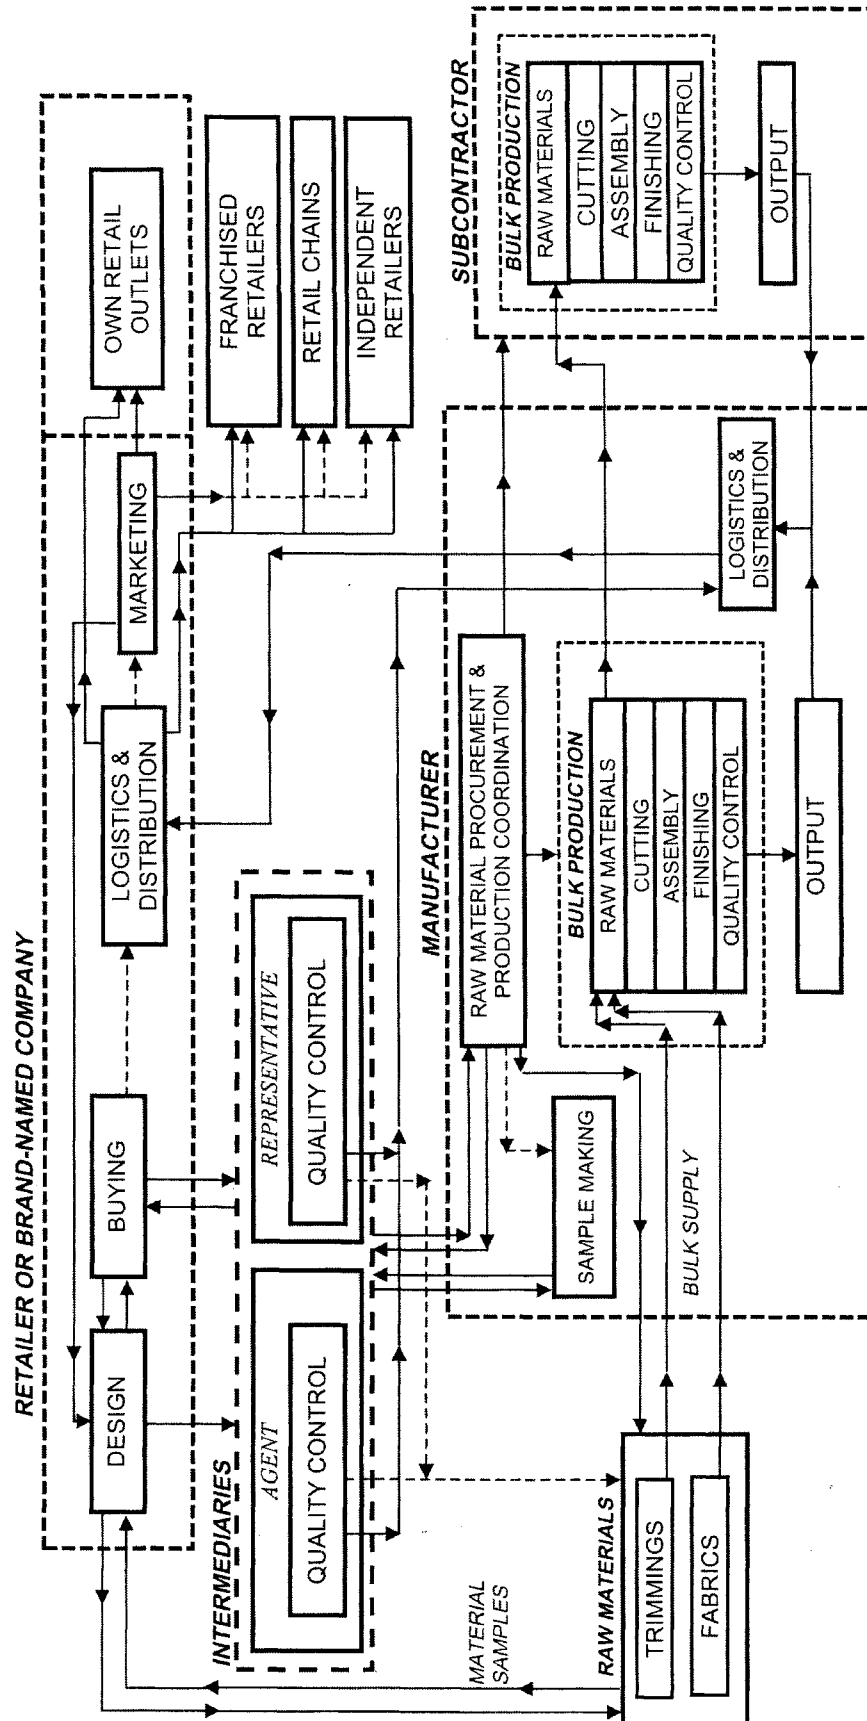 RETAILER OR BRAND-NAMED COMPANY
DESIGN
BUYING
LOGISTICS &
DISTRIBUTION
MARKETING
OWN RETAIL
OUTLETS
FRANCHISED
RETAILERS
RETAIL CHAINS
INDEPENDENT
RETAILERS
INTERMEDIARIES
AGENT
QUALITY CONTROL
REPRESENTATIVE
QUALITY CONTROL
MATERIAL
SAMPLES
RAW MATERIALS
TRIMMINGS
FABRICS
BULK SUPPLY
MANUFACTURER
RAW MATERIAL PROCUREMENT &
PRODUCTION COORDINATION
SAMPLE MAKING
BULK PRODUCTION
RAW MATERIALS
CUTTING
ASSEMBLY
FINISHING
QUALITY CONTROL
OUTPUT
LOGISTICS &
DISTRIBUTION
SUBCONTRACTOR
BULK PRODUCTION
RAW MATERIALS
CUTTING
ASSEMBLY
FINISHING
QUALITY CONTROL
OUTPUT